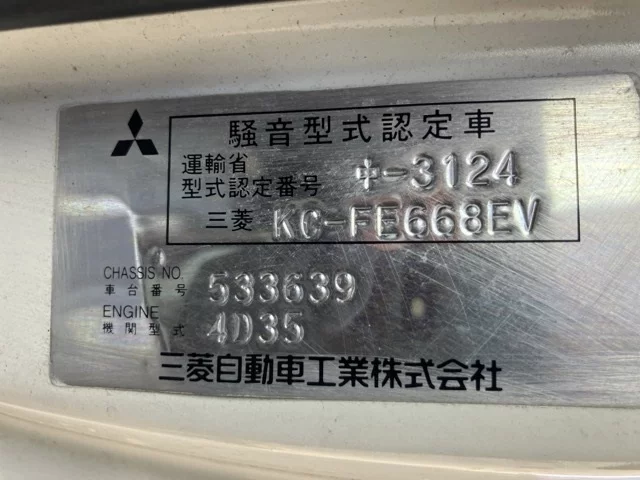 騒音型式認定車
運輸省
型式認定番号 中-3124
三菱 KC-FE668EV
CHASSIS NO.
車台番号 533639
ENGINE
機関型式 4D35
三菱自動車工業株式会社